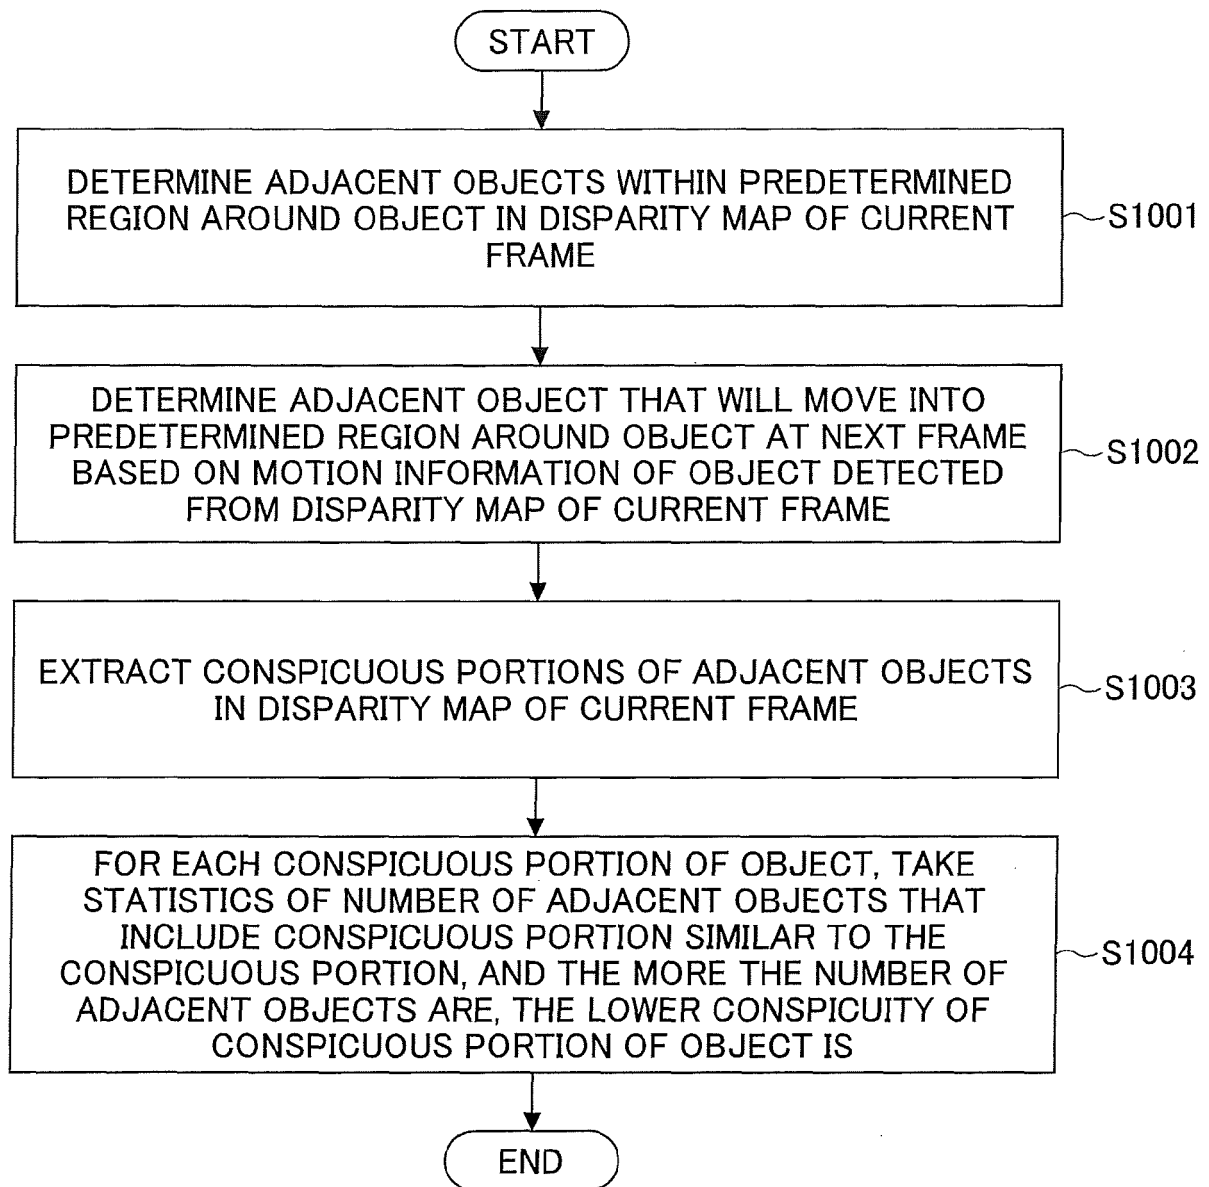 START
DETERMINE ADJACENT OBJECTS WITHIN PREDETERMINED
REGION AROUND OBJECT IN DISPARITY MAP OF CURRENT
FRAME
S1001
DETERMINE ADJACENT OBJECT THAT WILL MOVE INTO
PREDETERMINED REGION AROUND OBJECT AT NEXT FRAME
BASED ON MOTION INFORMATION OF OBJECT DETECTED
FROM DISPARITY MAP OF CURRENT FRAME
S1002
EXTRACT CONSPICUOUS PORTIONS OF ADJACENT OBJECTS
IN DISPARITY MAP OF CURRENT FRAME
S1003
FOR EACH CONSPICUOUS PORTION OF OBJECT, TAKE
STATISTICS OF NUMBER OF ADJACENT OBJECTS THAT
INCLUDE CONSPICUOUS PORTION SIMILAR TO THE
CONSPICUOUS PORTION, AND THE MORE THE NUMBER OF
ADJACENT OBJECTS ARE, THE LOWER CONSPICUITY OF
CONSPICUOUS PORTION OF OBJECT IS
S1004
END